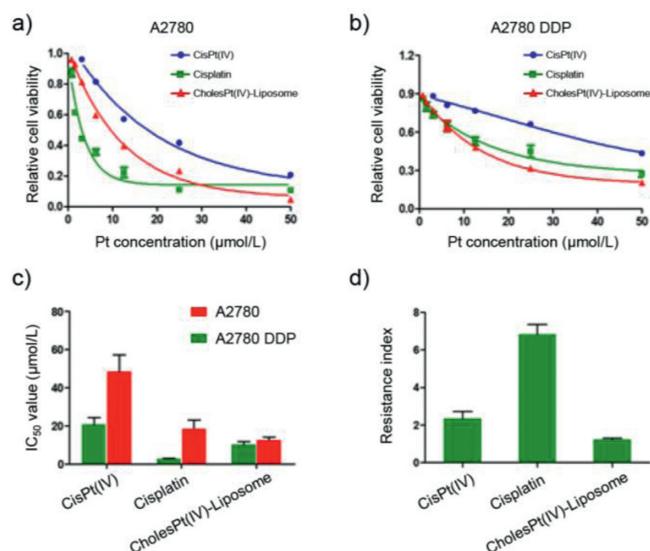 a)
A2780
Relative cell viability
1.0
0.8
0.6
0.4
0.2
0.0
CisPt(IV)
Cisplatin
CholesPt(IV)-Liposome
0 10 20 30 40 50
Pt concentration (μmol/L)
b)
A2780 DDP
Relative cell viability
1.2
0.9
0.6
0.3
0.0
CisPt(IV)
Cisplatin
CholesPt(IV)-Liposome
0 10 20 30 40 50
Pt concentration (μmol/L)
c)
IC50 value (μmol/L)
80
60
40
20
0
A2780
A2780 DDP
CisPt(IV)
Cisplatin
CholesPt(IV)-Liposome
d)
Resistance index
8
6
4
2
0
CisPt(IV)
Cisplatin
CholesPt(IV)-Liposome